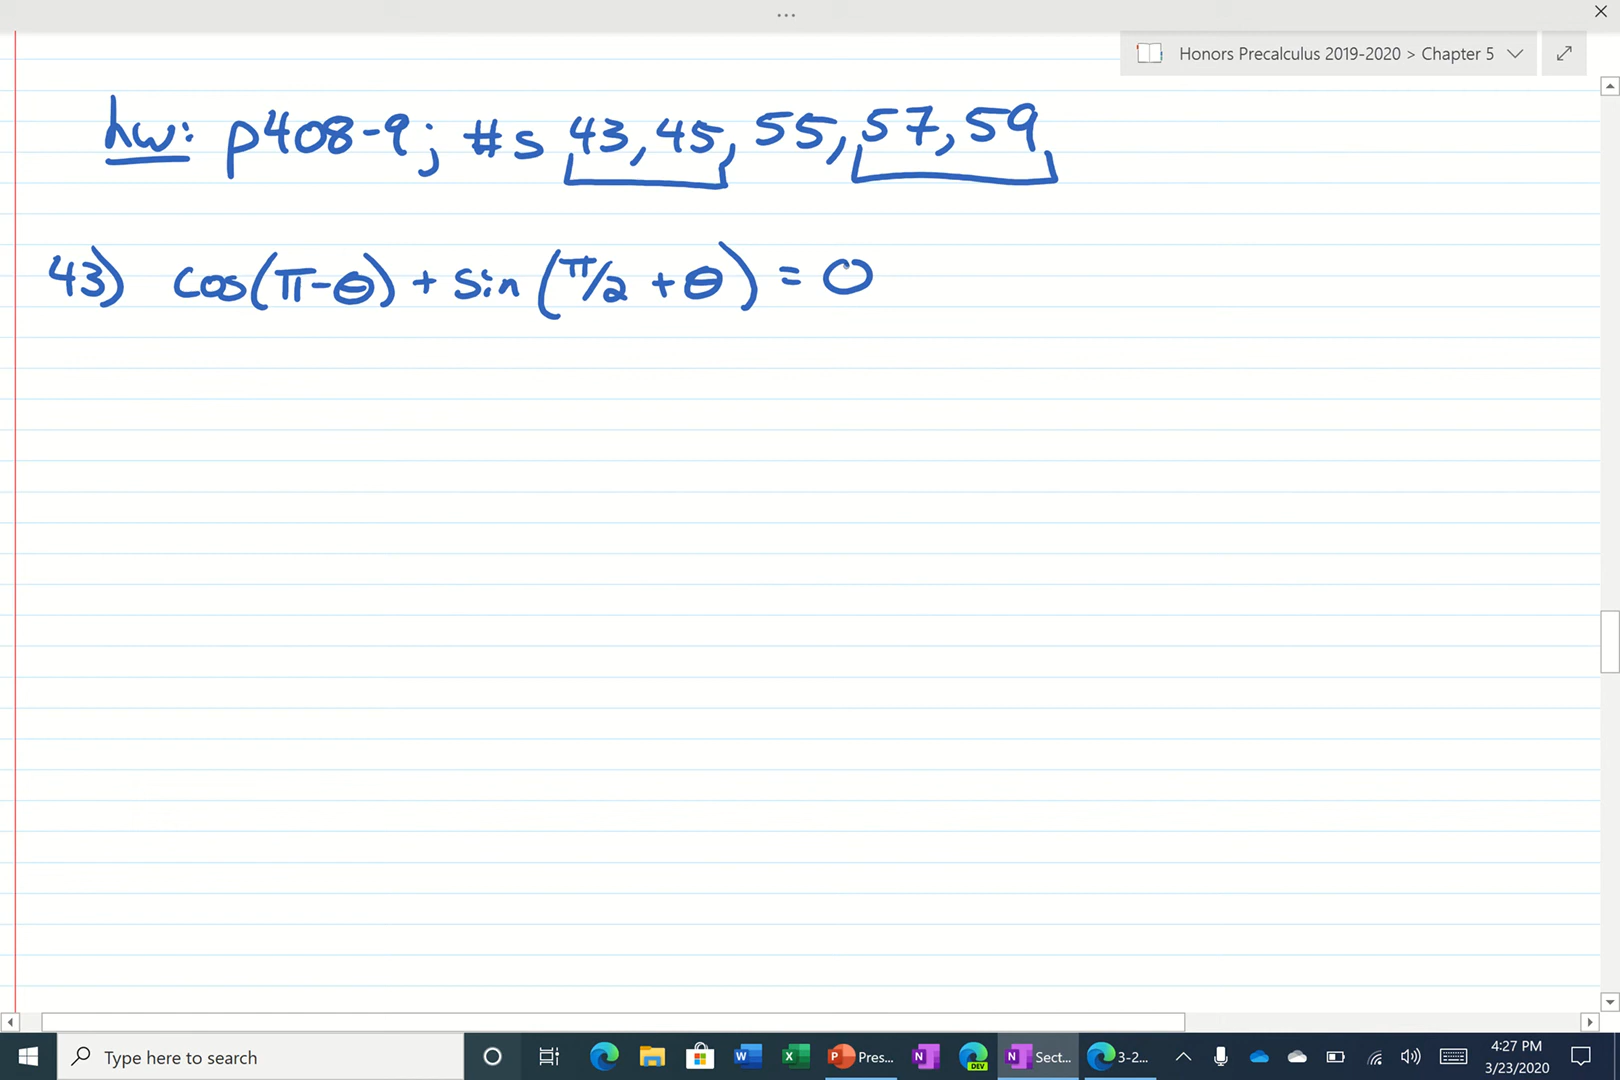 Honors Precalculus 2019-2020 > Chapter 5
hw: p408-9; #s 43, 45, 55, 57, 59
43) cos(π-θ) + sin(π/2 + θ) = 0
Type here to search
DEV
Pres...
Sect...
3-2...
4:27 PM
3/23/2020